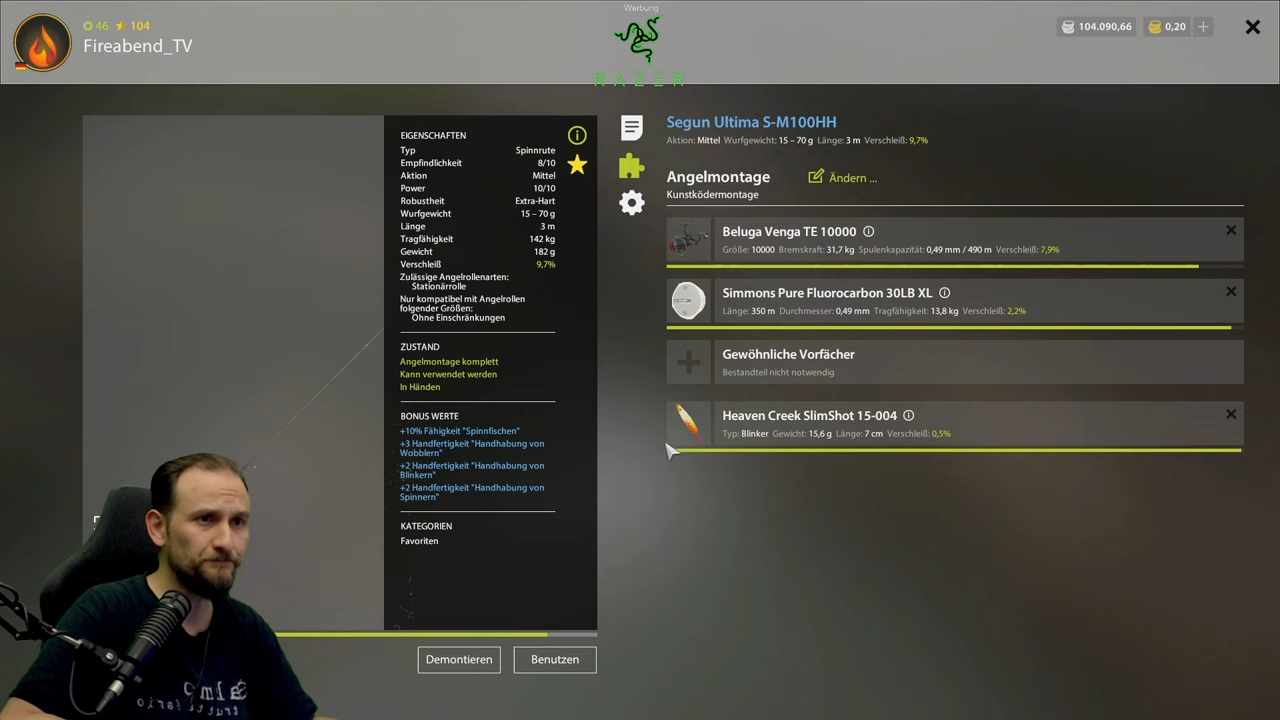 Werbung
46 104
Fireabend_TV
RAZER
104.090,66 0,20
EIGENSCHAFTEN
Typ Spinnrute
Empfindlichkeit 8/10
Aktion Mittel
Power 10/10
Robustheit Extra-Hart
Wurfgewicht 15 – 70 g
Länge 3 m
Tragfähigkeit 142 kg
Gewicht 182 g
Verschleiß 9,7%
Zulässige Angelrollenarten:
Stationärrolle
Nur kompatibel mit Angelrollen
folgender Größen:
Ohne Einschränkungen
ZUSTAND
Angelmontage komplett
Kann verwendet werden
In Händen
BONUS WERTE
+10% Fähigkeit "Spinnfischen"
+3 Handfertigkeit "Handhabung von
Wobblern"
+2 Handfertigkeit "Handhabung von
Blinkern"
+2 Handfertigkeit "Handhabung von
Spinnern"
KATEGORIEN
Favoriten
Demontieren Benutzen
Segun Ultima S-M100HH
Aktion: Mittel Wurfgewicht: 15 – 70 g Länge: 3 m Verschleiß: 9,7%
Angelmontage Ändern ...
Kunstködermontage
Beluga Venga TE 10000
Größe: 10000 Bremskraft: 31,7 kg Spulenkapazität: 0,49 mm / 490 m Verschleiß: 7,9%
Simmons Pure Fluorocarbon 30LB XL
Länge: 350 m Durchmesser: 0,49 mm Tragfähigkeit: 13,8 kg Verschleiß: 2,2%
Gewöhnliche Vorfächer
Bestandteil nicht notwendig
Heaven Creek SlimShot 15-004
Typ: Blinker Gewicht: 15,6 g Länge: 7 cm Verschleiß: 0,5%